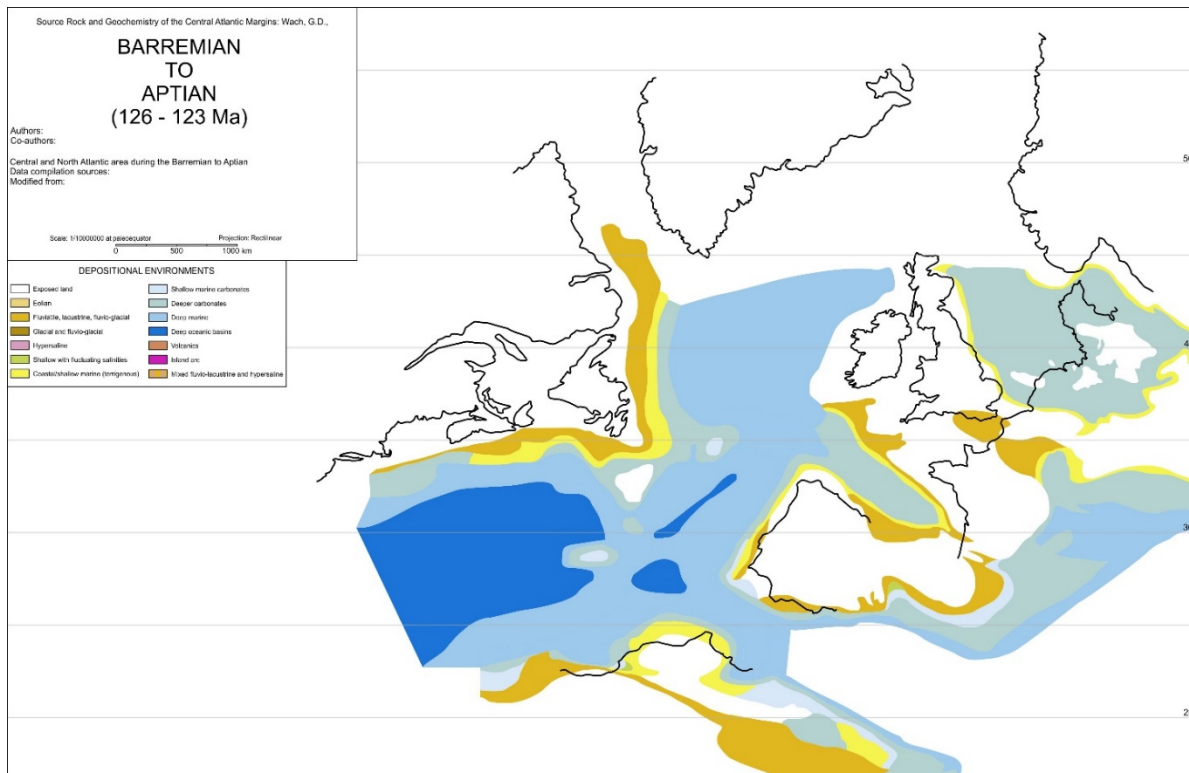 Source Rock and Geochemistry of the Central Atlantic Margins: Wach, G.D.,
BARREMIAN
TO
APTIAN
(126 - 123 Ma)
Authors:
Co-authors:
Central and North Atlantic area during the Barremian to Aptian
Data compilation sources:
Modified from:
Scale: 1/10000000 at paleoequator
Projection: Rectilinear
0 500 1000 km
DEPOSITIONAL ENVIRONMENTS
Exposed land
Eolian
Fluviatile, lacustrine, fluvio-glacial
Glacial and fluvio-glacial
Hypersaline
Shallow with fluctuating salinities
Coastal/shallow marine (terrigenous)
Shallow marine carbonates
Deeper carbonates
Deep marine
Deep oceanic basins
Volcanics
Island arc
Mixed fluvio-lacustrine and hypersaline